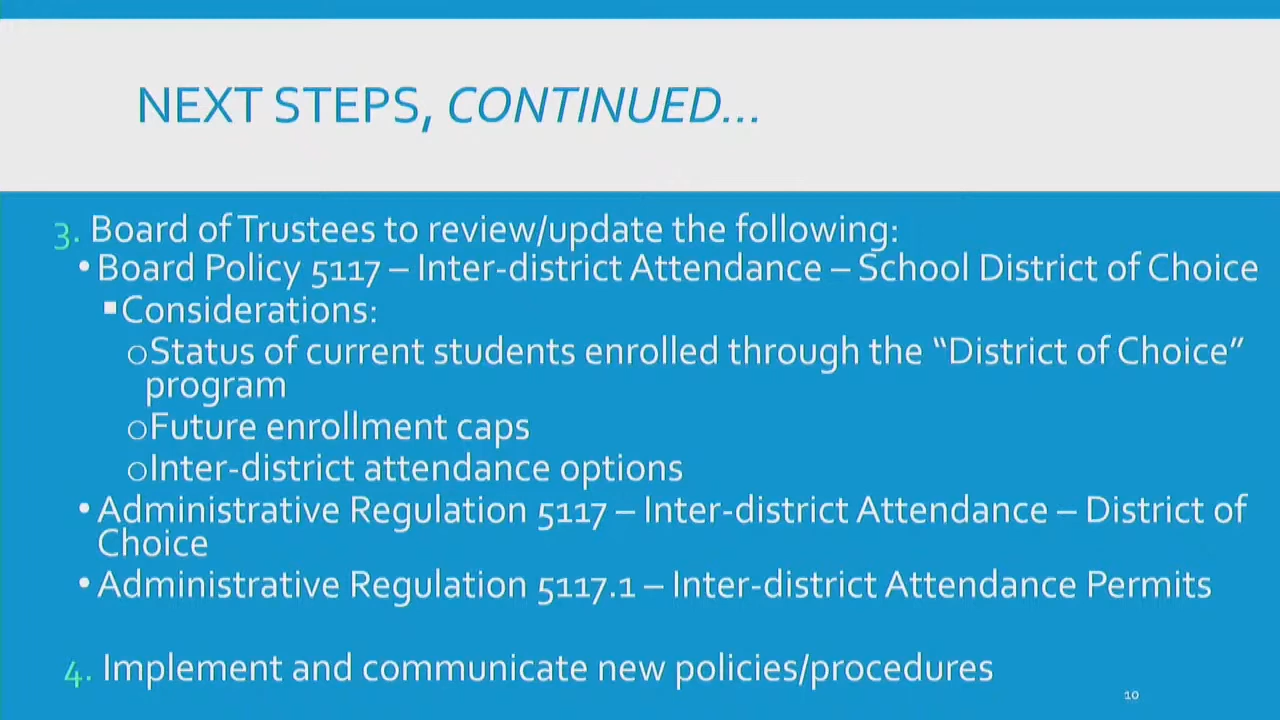 NEXT STEPS, CONTINUED...
3. Board of Trustees to review/update the following:
• Board Policy 5117 – Inter-district Attendance – School District of Choice
▪ Considerations:
o Status of current students enrolled through the “District of Choice”
program
o Future enrollment caps
o Inter-district attendance options
• Administrative Regulation 5117 – Inter-district Attendance – District of
Choice
• Administrative Regulation 5117.1 – Inter-district Attendance Permits
4. Implement and communicate new policies/procedures
10